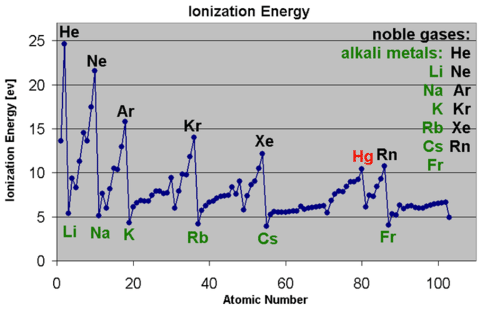 Ionization Energy
He
noble gases:
alkali metals: He
Li Ne
Na Ar
K Kr
Rb Xe
Cs Rn
Fr
Ne
Ar
Kr
Xe
Hg Rn
Li Na K Rb Cs Fr
Ionization Energy [ev]
25
20
15
10
5
0
0 20 40 60 80 100
Atomic Number